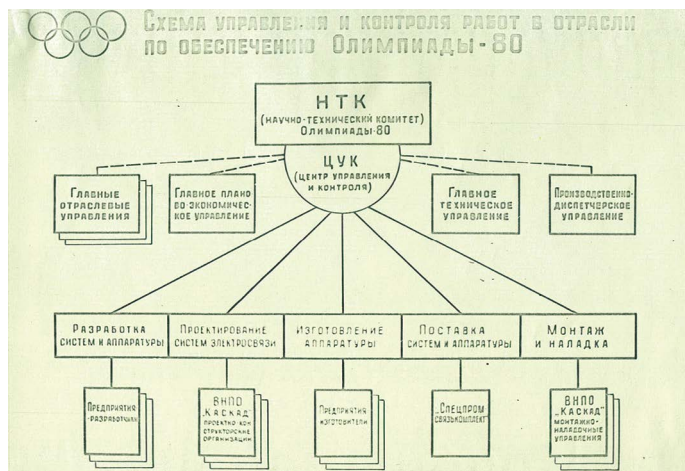 Схема управления и контроля работ в отрасли
по обеспечению Олимпиады-80
НТК
(научно-технический комитет)
Олимпиады-80
ЦУК
(центр управления
и контроля)
Главные
отраслевые
управления
Главное плано
во-экономичес-
кое управление
Главное
техническое
управление
Производственно-
диспетчерское
управление
Разработка
систем и аппаратуры
Проектирование
систем электросвязи
Изготовление
аппаратуры
Поставка
систем и аппаратуры
Монтаж
и наладка
Предприятия
-разработчики
ВНПО
„Каскад"
проектно кон
структорские
организации
Предприятия
изготовители
„Спецпром
связькомплект"
ВНПО
„Каскад"
монтажно-
наладочные
управления